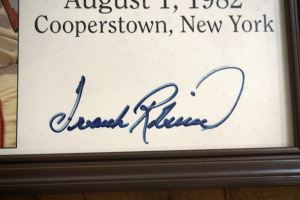 August 1, 1982
Cooperstown, New York
Frank Robinson